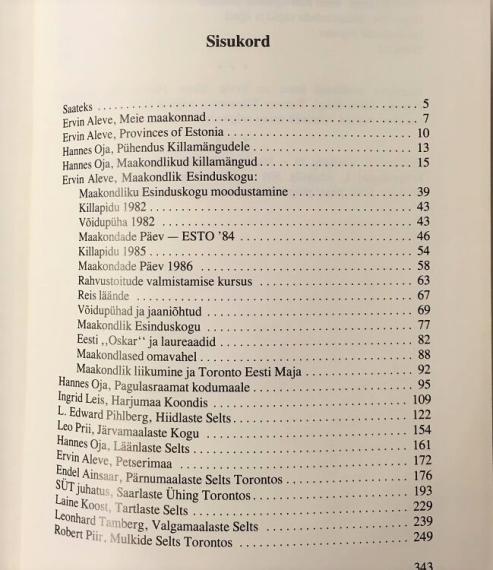 Sisukord
Saateks ........ 5
Ervin Aleve, Meie maakonnad ........ 7
Ervin Aleve, Provinces of Estonia ........ 10
Hannes Oja, Pühendus Killamängudele ........ 13
Hannes Oja, Maakondlikud killamängud ........ 15
Ervin Aleve, Maakondlik Esinduskogu:
Maakondliku Esinduskogu moodustamine ........ 39
Killapidu 1982 ........ 43
Võidupüha 1982 ........ 43
Maakondade Päev — ESTO '84 ........ 46
Killapidu 1985 ........ 54
Maakondade Päev 1986 ........ 58
Rahvustoitude valmistamise kursus ........ 63
Reis läände ........ 67
Võidupühad ja jaaniõhtud ........ 69
Maakondlik Esinduskogu ........ 77
Eesti ,,Oskar" ja laureaadid ........ 82
Maakondlased omavahel ........ 88
Maakondlik liikumine ja Toronto Eesti Maja ........ 92
Hannes Oja, Pagulasraamat kodumaale ........ 95
Ingrid Leis, Harjumaa Koondis ........ 109
L. Edward Pihlberg, Hiidlaste Selts ........ 122
Leo Prii, Järvamaalaste Kogu ........ 154
Hannes Oja, Läänlaste Selts ........ 161
Ervin Aleve, Petserimaa ........ 172
Endel Ainsaar, Pärnumaalaste Selts Torontos ........ 176
SÜT juhatus, Saarlaste Ühing Torontos ........ 193
Laine Koost, Tartlaste Selts ........ 229
Leonhard Tamberg, Valgamaalaste Selts ........ 239
Robert Piir, Mulkide Selts Torontos ........ 249
343